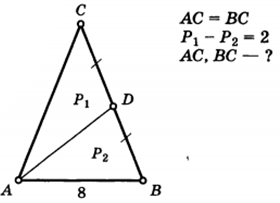 C
AC = BC
P₁ − P₂ = 2
AC, BC — ?
P₁
D
P₂
A
8
B